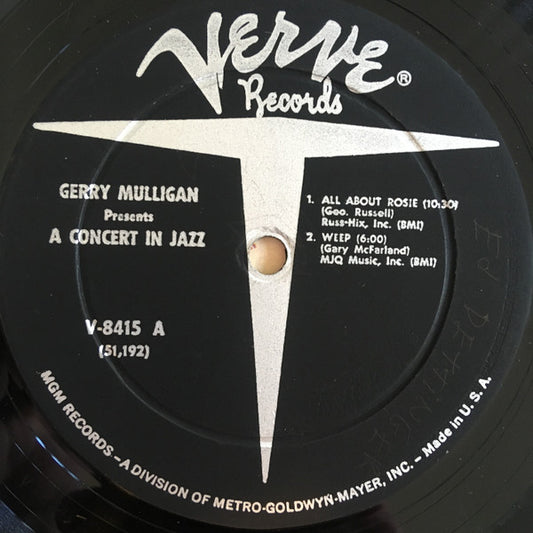 Verve ®
Records
GERRY MULLIGAN
Presents
A CONCERT IN JAZZ
V-8415 A
(51,192)
1. ALL ABOUT ROSIE (10:30)
(Geo. Russell)
Russ-Hix, Inc. (BMI)
2. WEEP (6:00)
(Gary McFarland)
MJQ Music, Inc. (BMI)
MGM RECORDS – A DIVISION OF METRO-GOLDWYN-MAYER, INC. – Made in U.S.A.